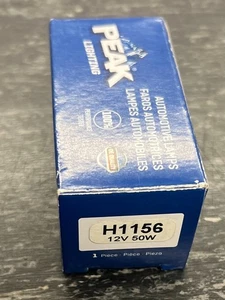 PEAK
LIGHTING
AUTOMOTIVE LAMPS
FAROS AUTOMOTRICES
LAMPES AUTOMOBILES
H1156
12V 50W
1 Piece · Pièce · Pieza